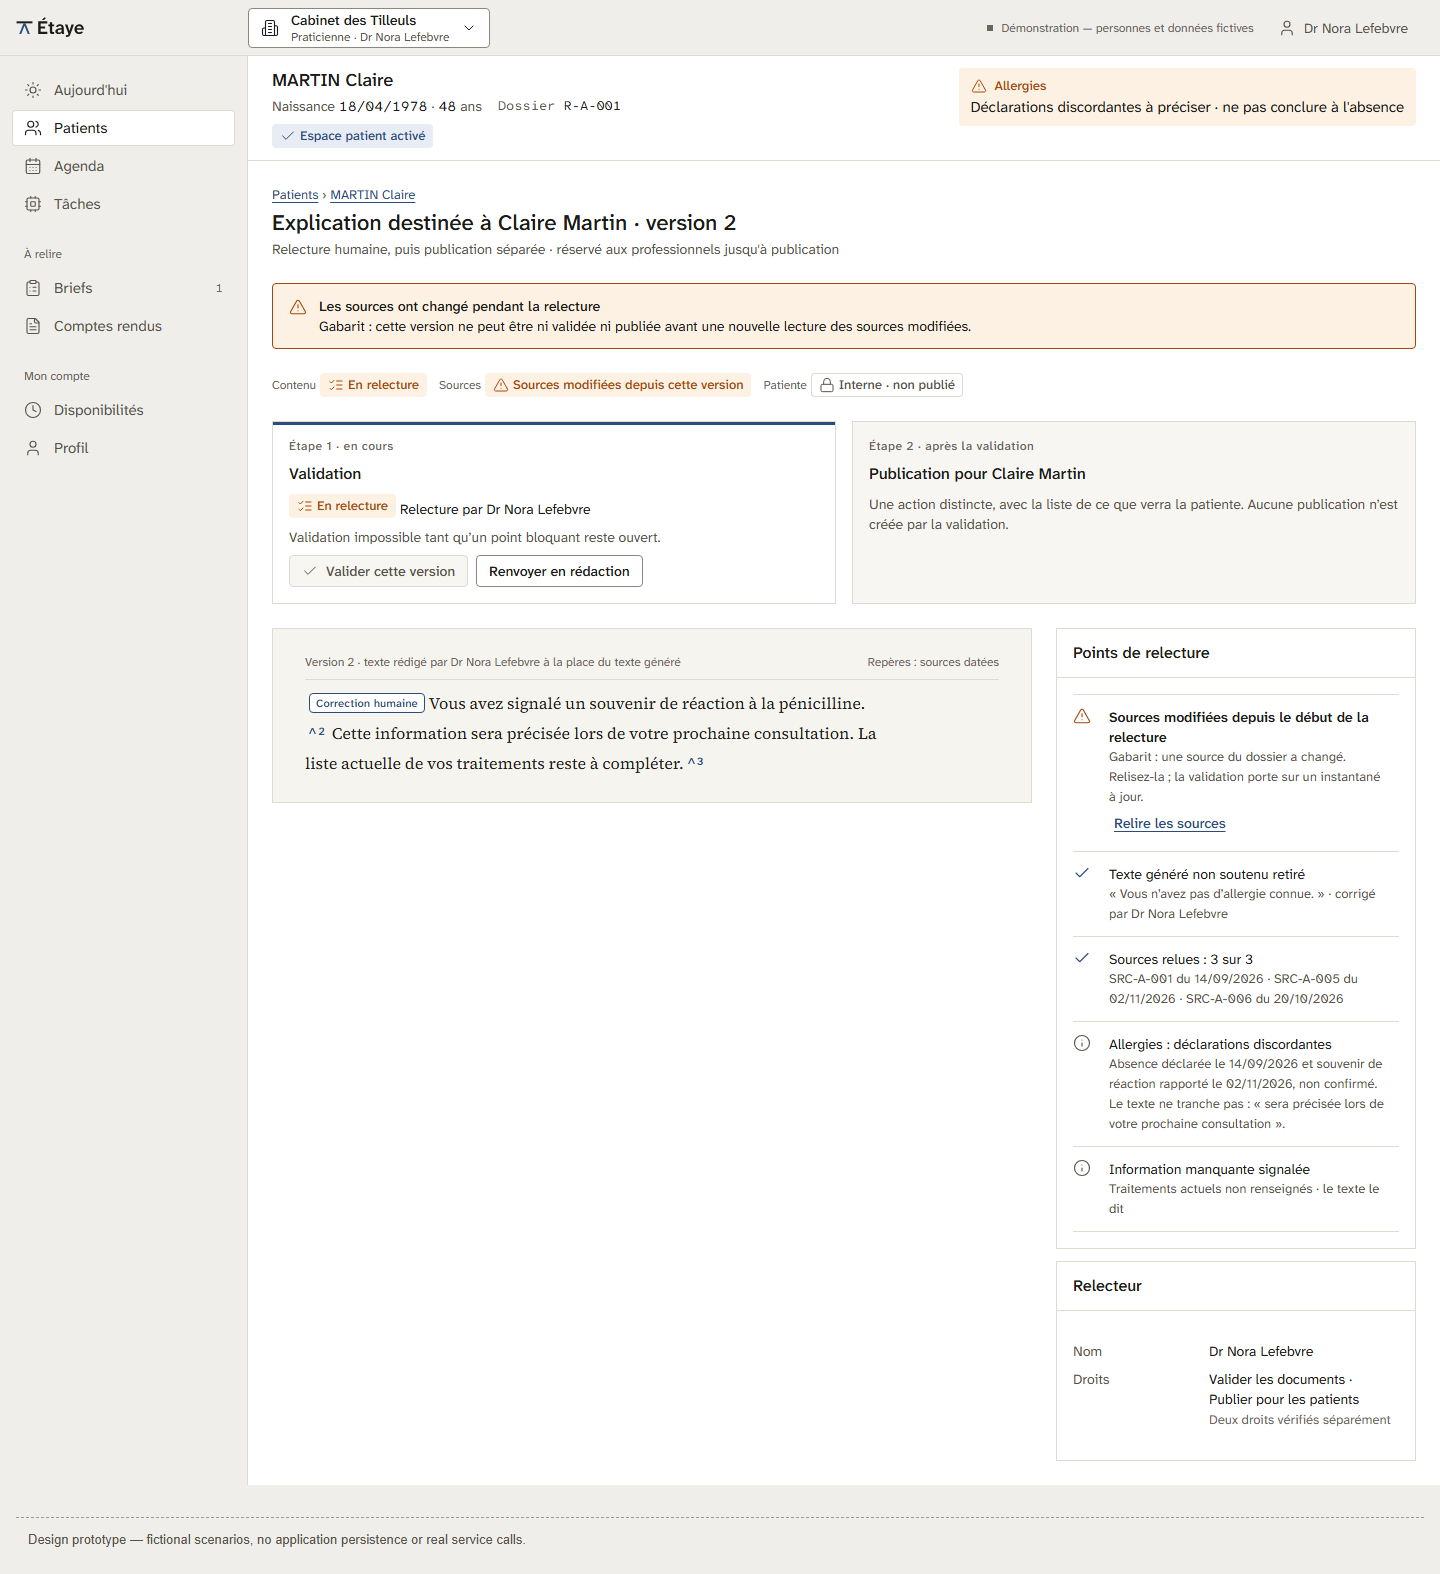 Étaye
Cabinet des Tilleuls
Praticienne · Dr Nora Lefebvre
Démonstration — personnes et données fictives
Dr Nora Lefebvre
Aujourd'hui
Patients
Agenda
Tâches
À relire
Briefs 1
Comptes rendus
Mon compte
Disponibilités
Profil
MARTIN Claire
Naissance 18/04/1978 · 48 ans Dossier R-A-001
Espace patient activé
Allergies
Déclarations discordantes à préciser · ne pas conclure à l'absence
Patients › MARTIN Claire
Explication destinée à Claire Martin · version 2
Relecture humaine, puis publication séparée · réservé aux professionnels jusqu'à publication
Les sources ont changé pendant la relecture
Gabarit : cette version ne peut être ni validée ni publiée avant une nouvelle lecture des sources modifiées.
Contenu En relecture Sources Sources modifiées depuis cette version Patiente Interne · non publié
Étape 1 · en cours
Validation
En relecture Relecture par Dr Nora Lefebvre
Validation impossible tant qu'un point bloquant reste ouvert.
Valider cette version Renvoyer en rédaction
Étape 2 · après la validation
Publication pour Claire Martin
Une action distincte, avec la liste de ce que verra la patiente. Aucune publication n'est
créée par la validation.
Version 2 · texte rédigé par Dr Nora Lefebvre à la place du texte généré Repères : sources datées
Correction humaine Vous avez signalé un souvenir de réaction à la pénicilline.
^2 Cette information sera précisée lors de votre prochaine consultation. La
liste actuelle de vos traitements reste à compléter. ^3
Points de relecture
Sources modifiées depuis le début de la
relecture
Gabarit : une source du dossier a changé.
Relisez-la ; la validation porte sur un instantané
à jour.
Relire les sources
Texte généré non soutenu retiré
« Vous n'avez pas d'allergie connue. » · corrigé
par Dr Nora Lefebvre
Sources relues : 3 sur 3
SRC-A-001 du 14/09/2026 · SRC-A-005 du
02/11/2026 · SRC-A-006 du 20/10/2026
Allergies : déclarations discordantes
Absence déclarée le 14/09/2026 et souvenir de
réaction rapporté le 02/11/2026, non confirmé.
Le texte ne tranche pas : « sera précisée lors de
votre prochaine consultation ».
Information manquante signalée
Traitements actuels non renseignés · le texte le
dit
Relecteur
Nom Dr Nora Lefebvre
Droits Valider les documents ·
Publier pour les patients
Deux droits vérifiés séparément
Design prototype — fictional scenarios, no application persistence or real service calls.